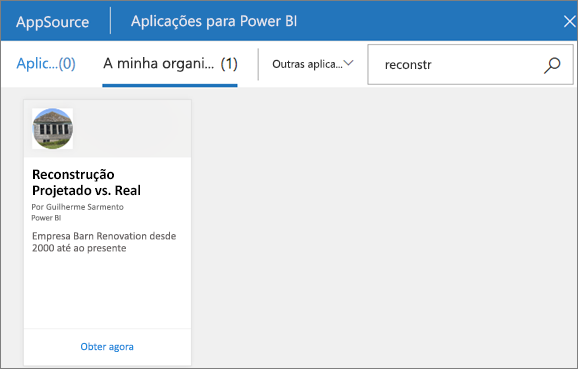 AppSource
Aplicações para Power BI
Aplic...(0)
A minha organi... (1)
Outras aplica...
reconstr
Reconstrução
Projetado vs. Real
Por Guilherme Sarmento
Power BI
Empresa Barn Renovation desde
2000 até ao presente
Obter agora